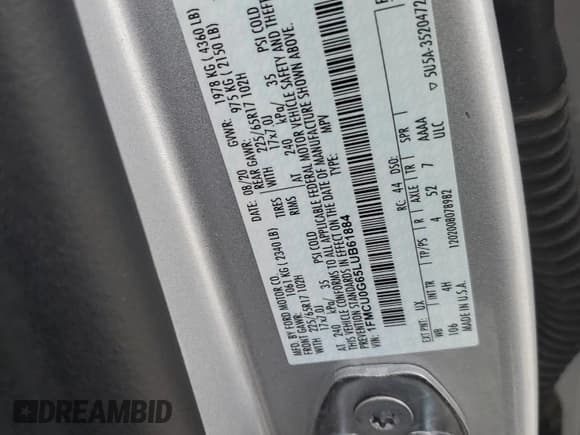 MFD. BY FORD MOTOR CO.
DATE: 08/20 GVWR: 1978 KG ( 4360 LB)
FRONT GAWR: 1061 KG ( 2340 LB) REAR GAWR: 975 KG ( 2150 LB)
225/65R17 102H TIRES WITH 225/65R17 102H
17x7.0J RIMS 17x7.0J
AT 240 kPa/ 35 PSI COLD AT 240 kPa/ 35 PSI COLD
THIS VEHICLE CONFORMS TO ALL APPLICABLE FEDERAL MOTOR VEHICLE SAFETY AND THEFT
PREVENTION STANDARDS IN EFFECT ON THE DATE OF MANUFACTURE SHOWN ABOVE.
VIN: 1FMCU0G65LUB61884
TYPE: MPV
EXT PNT: UX RC: 44 DSO:
WB INT TR TP/PS R AXLE TR SPR
106 4H 4 52 7 AAAA
1202008078982 ULC
▽ 5U5A-3520472
DREAMBID